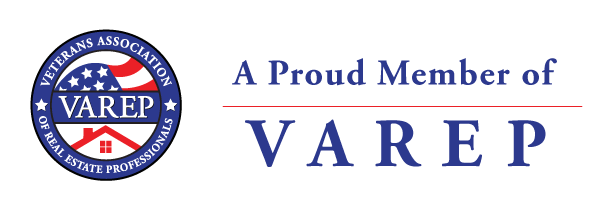 VETERANS ASSOCIATION
VAREP
OF REAL ESTATE PROFESSIONALS
A Proud Member of
VAREP